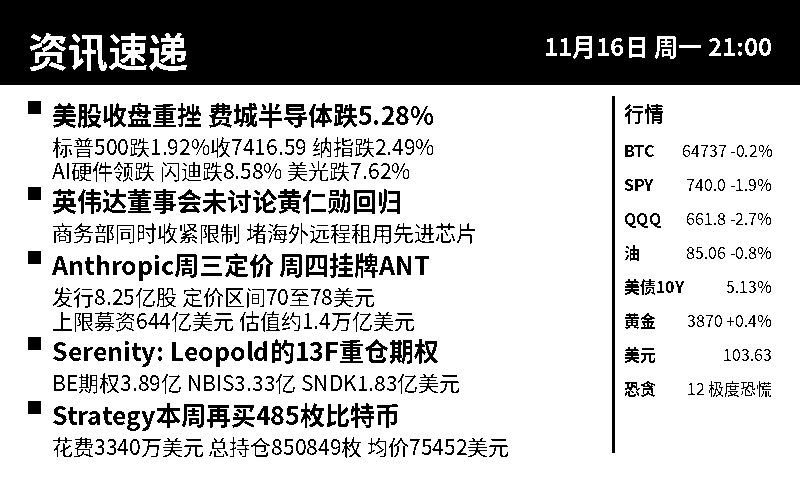 资讯速递
11月16日 周一 21:00
美股收盘重挫 费城半导体跌5.28%
标普500跌1.92%收7416.59 纳指跌2.49%
AI硬件领跌 闪迪跌8.58% 美光跌7.62%
英伟达董事会未讨论黄仁勋回归
商务部同时收紧限制 堵海外远程租用先进芯片
Anthropic周三定价 周四挂牌ANT
发行8.25亿股 定价区间70至78美元
上限募资644亿美元 估值约1.4万亿美元
Serenity: Leopold的13F重仓期权
BE期权3.89亿 NBIS3.33亿 SNDK1.83亿美元
Strategy本周再买485枚比特币
花费3340万美元 总持仓850849枚 均价75452美元
行情
BTC 64737 -0.2%
SPY 740.0 -1.9%
QQQ 661.8 -2.7%
油 85.06 -0.8%
美债10Y 5.13%
黄金 3870 +0.4%
美元 103.63
恐贪 12 极度恐慌